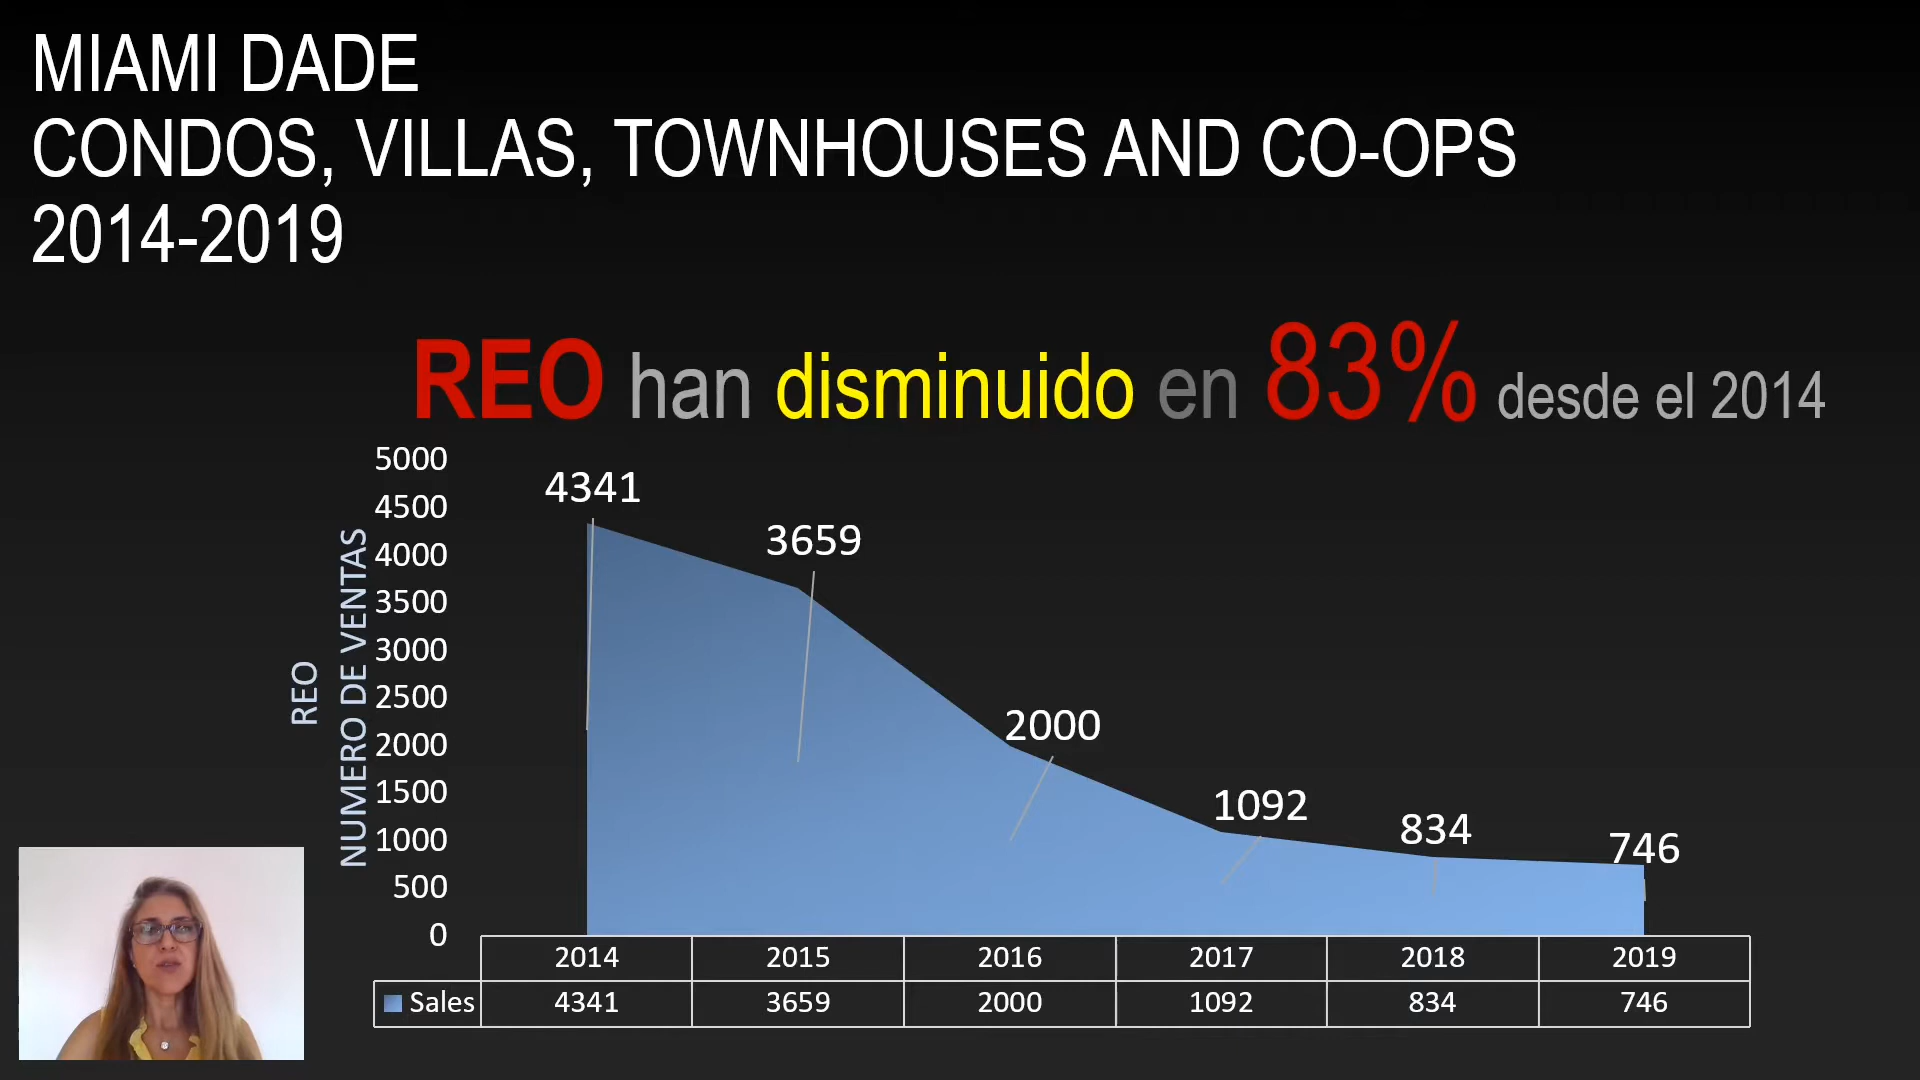 MIAMI DADE
CONDOS, VILLAS, TOWNHOUSES AND CO-OPS
2014-2019
REO han disminuido en 83% desde el 2014
REO
NUMERO DE VENTAS
5000
4500
4000
3500
3000
2500
2000
1500
1000
500
0
4341
3659
2000
1092
834
746
2014 2015 2016 2017 2018 2019
Sales 4341 3659 2000 1092 834 746